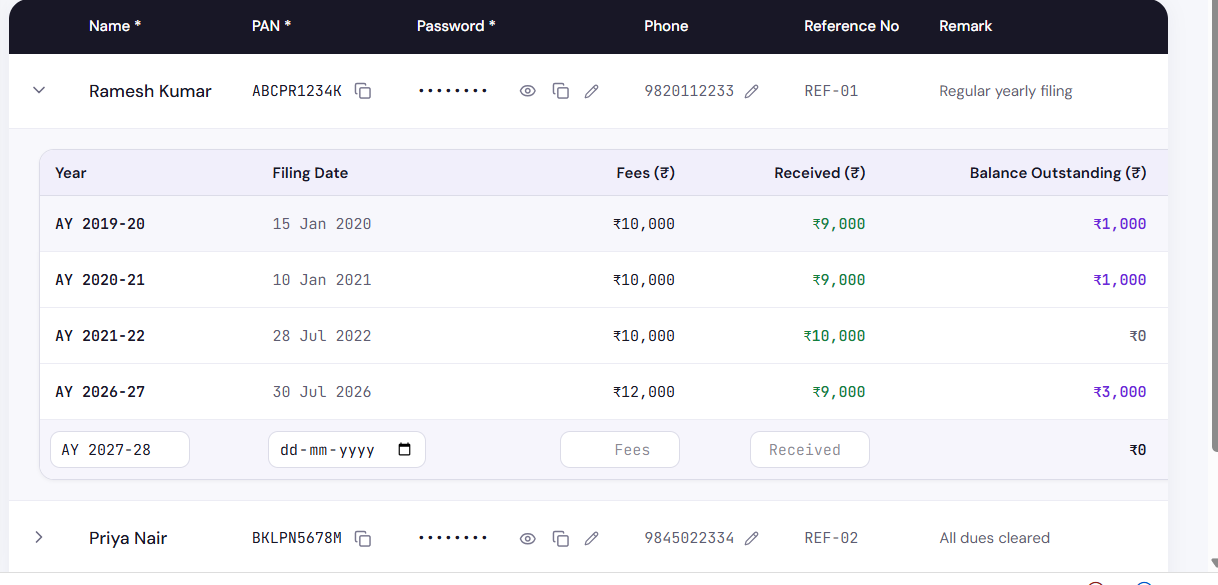 Name * PAN * Password * Phone Reference No Remark
Ramesh Kumar ABCPR1234K •••••••• 9820112233 REF-01 Regular yearly filing
Year Filing Date Fees (₹) Received (₹) Balance Outstanding (₹)
AY 2019-20 15 Jan 2020 ₹10,000 ₹9,000 ₹1,000
AY 2020-21 10 Jan 2021 ₹10,000 ₹9,000 ₹1,000
AY 2021-22 28 Jul 2022 ₹10,000 ₹10,000 ₹0
AY 2026-27 30 Jul 2026 ₹12,000 ₹9,000 ₹3,000
AY 2027-28 dd-mm-yyyy Fees Received ₹0
Priya Nair BKLPN5678M •••••••• 9845022334 REF-02 All dues cleared